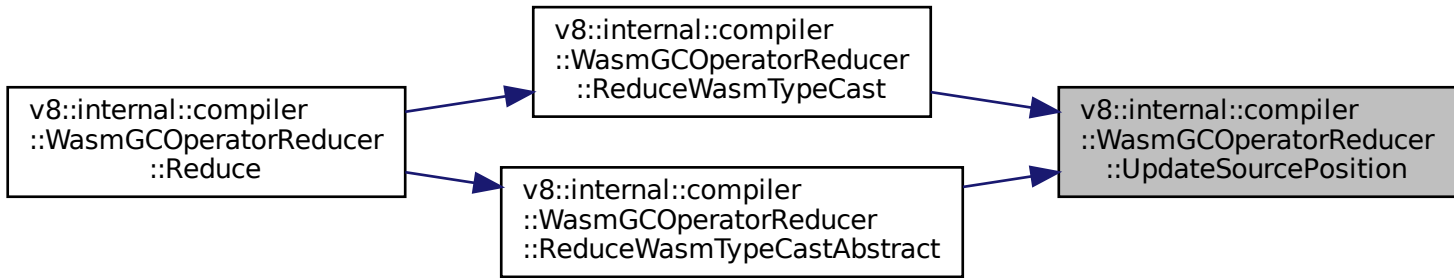 v8::internal::compiler
::WasmGCOperatorReducer
::Reduce
v8::internal::compiler
::WasmGCOperatorReducer
::ReduceWasmTypeCast
v8::internal::compiler
::WasmGCOperatorReducer
::ReduceWasmTypeCastAbstract
v8::internal::compiler
::WasmGCOperatorReducer
::UpdateSourcePosition